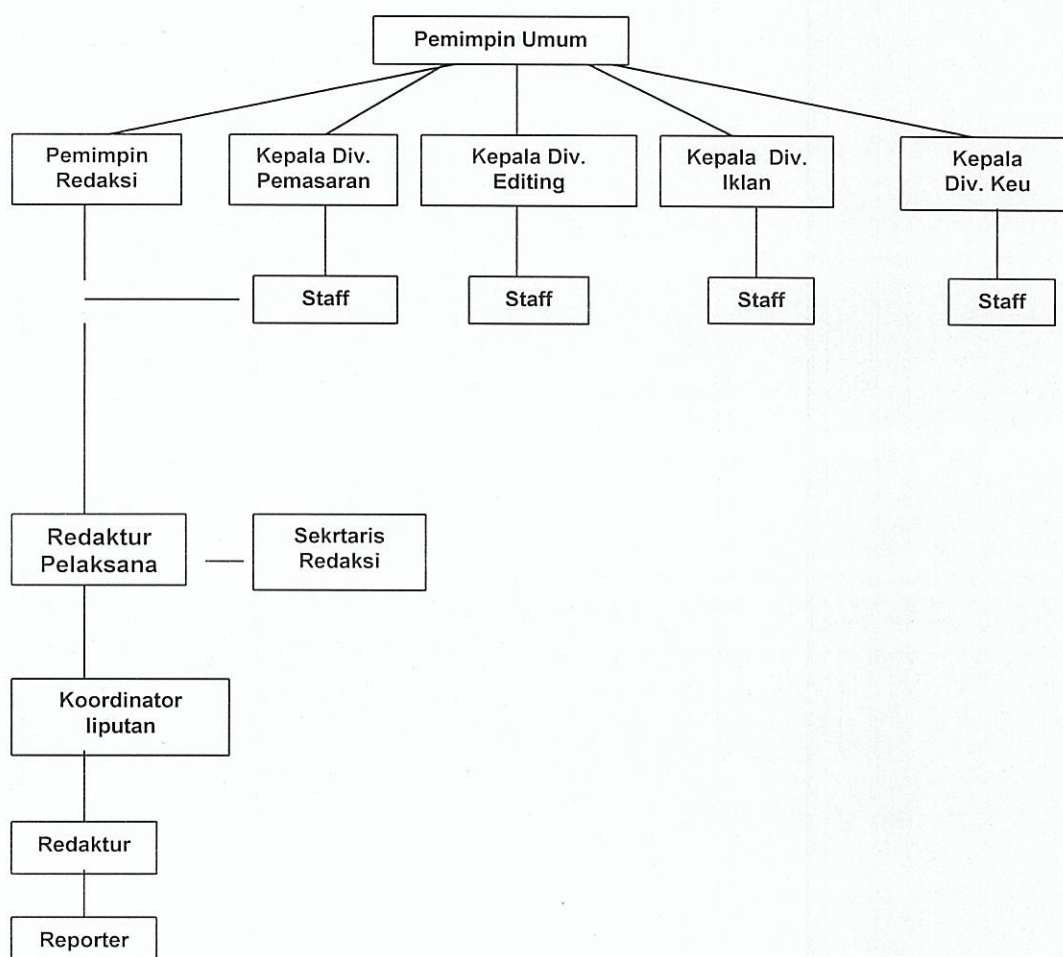 Pemimpin Umum
Pemimpin
Redaksi
Kepala Div.
Pemasaran
Kepala Div.
Editing
Kepala Div.
Iklan
Kepala
Div. Keu
Staff
Staff
Staff
Staff
Redaktur
Pelaksana
Sekrtaris
Redaksi
Koordinator
liputan
Redaktur
Reporter